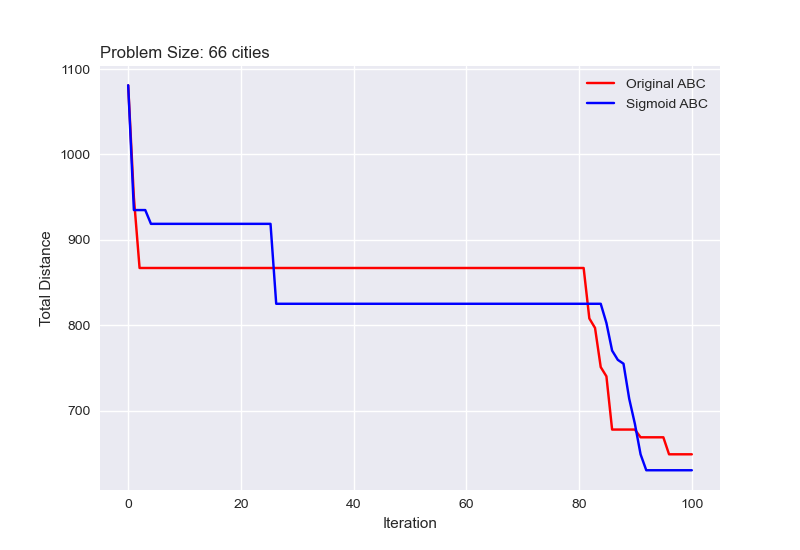 Problem Size: 66 cities
1100
1000
900
800
700
Total Distance
Original ABC
Sigmoid ABC
0 20 40 60 80 100
Iteration